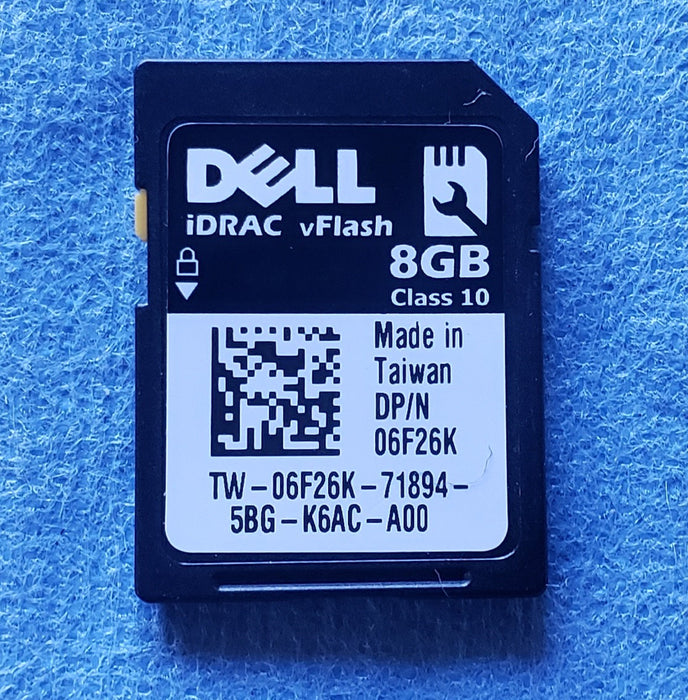 DELL
iDRAC vFlash
8GB
Class 10
Made in
Taiwan
DP/N
06F26K
TW-06F26K-71894-
5BG-K6AC-A00